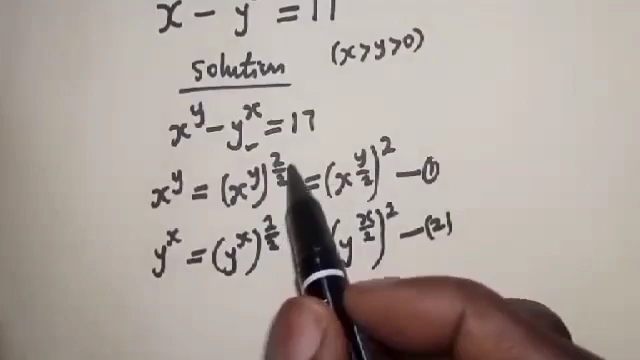 x - y = 17
solution (x>y>0)
x^y - y^x = 17
x^y = (x^y)^(2/2) = (x^(y/2))^2 — ①
y^x = (y^x)^(2/2) (y^(x/2))^2 — (2)